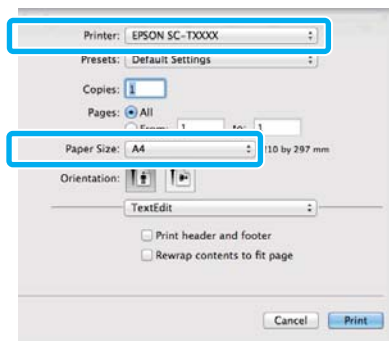 Printer: EPSON SC-TXXXX
Presets: Default Settings
Copies: 1
Pages: All
From: 1 to: 1
Paper Size: A4 210 by 297 mm
Orientation:
TextEdit
Print header and footer
Rewrap contents to fit page
Cancel Print